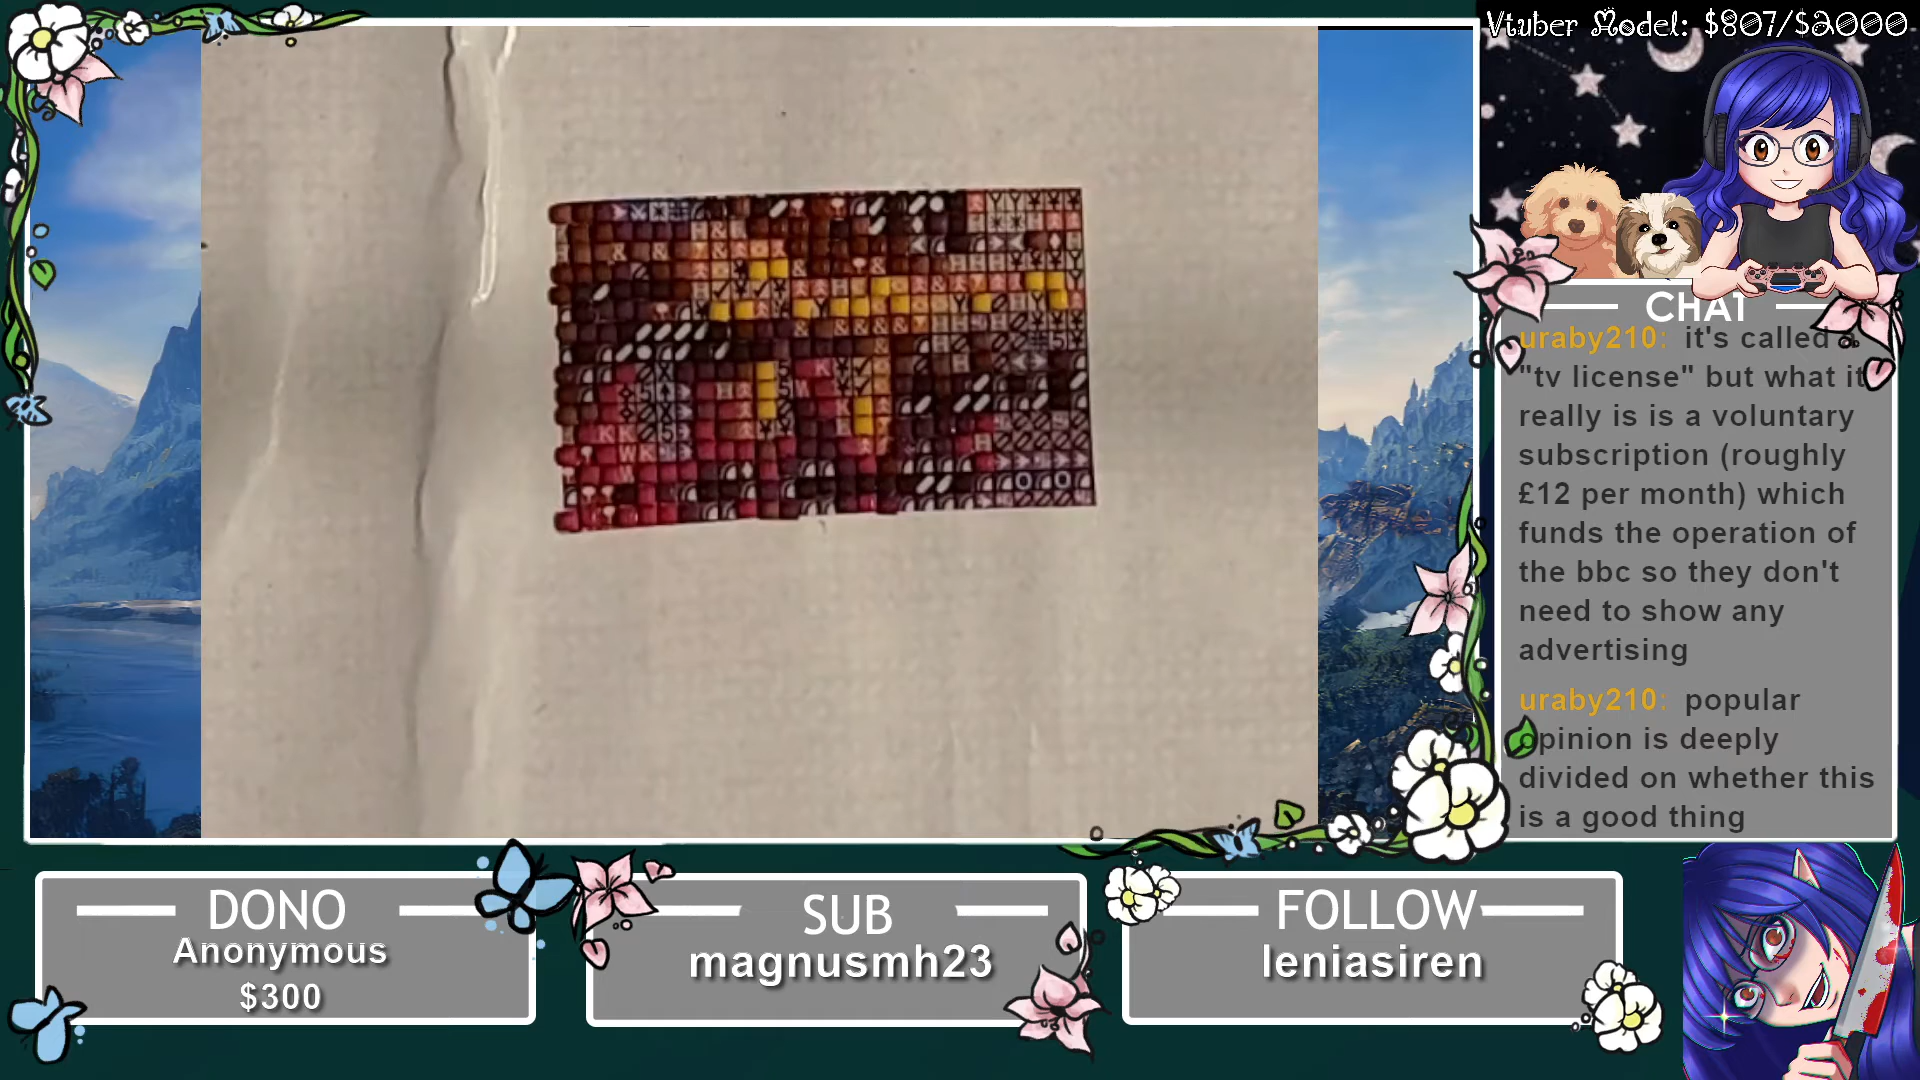 Vtuber Model: $807/$2000
CHAT
uraby210: it's called a
"tv license" but what it
really is is a voluntary
subscription (roughly
£12 per month) which
funds the operation of
the bbc so they don't
need to show any
advertising
uraby210: popular
opinion is deeply
divided on whether this
is a good thing
DONO
Anonymous
$300
SUB
magnusmh23
FOLLOW
leniasiren